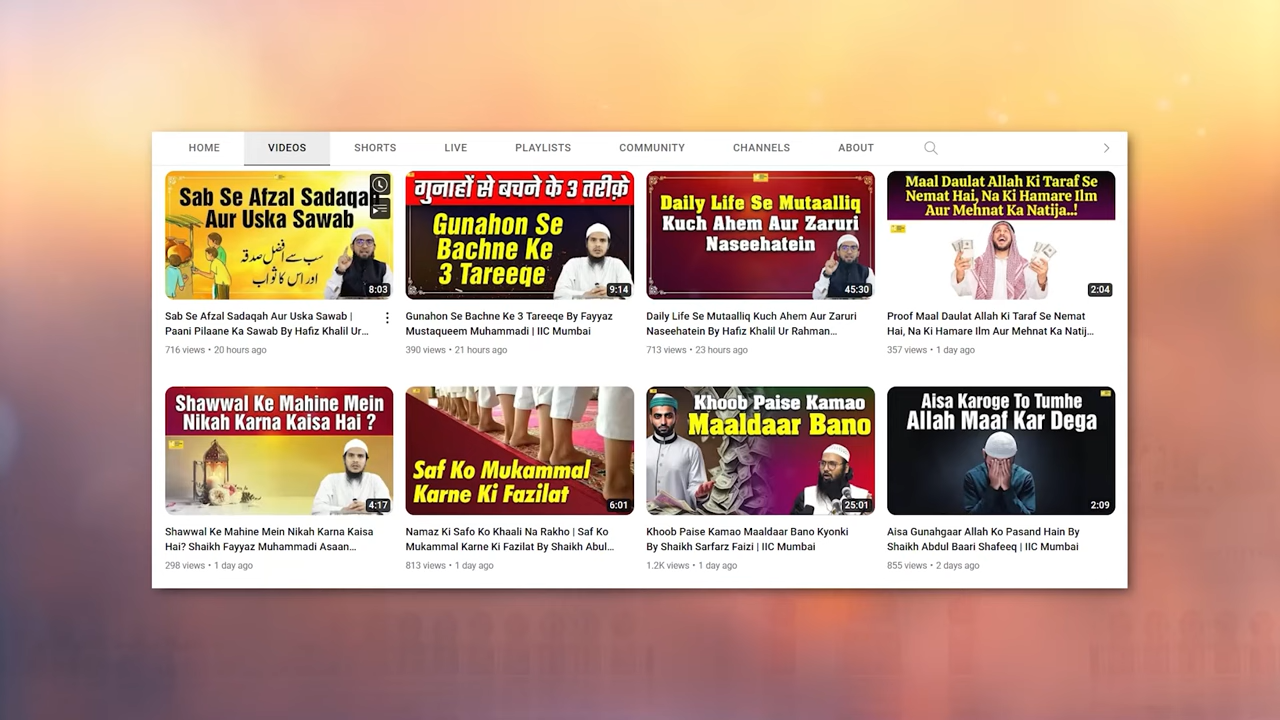 HOME VIDEOS SHORTS LIVE PLAYLISTS COMMUNITY CHANNELS ABOUT
Sab Se Afzal Sadaqah
Aur Uska Sawab
سب سے افضل صدقہ
اور اس کا ثواب
8:03
Sab Se Afzal Sadaqah Aur Uska Sawab |
Paani Pilaane Ka Sawab By Hafiz Khalil Ur...
716 views • 20 hours ago
गुनाहों से बचने के 3 तरीक़े
Gunahon Se
Bachne Ke
3 Tareeqe
9:14
Gunahon Se Bachne Ke 3 Tareeqe By Fayyaz
Mustaqueem Muhammadi | IIC Mumbai
390 views • 21 hours ago
Daily Life Se Mutaalliq
Kuch Ahem Aur Zaruri
Naseehatein
45:30
Daily Life Se Mutaalliq Kuch Ahem Aur Zaruri
Naseehatein By Hafiz Khalil Ur Rahman...
713 views • 23 hours ago
Maal Daulat Allah Ki Taraf Se
Nemat Hai, Na Ki Hamare Ilm
Aur Mehnat Ka Natija..!
2:04
Proof Maal Daulat Allah Ki Taraf Se Nemat
Hai, Na Ki Hamare Ilm Aur Mehnat Ka Natij...
357 views • 1 day ago
Shawwal Ke Mahine Mein
Nikah Karna Kaisa Hai ?
4:17
Shawwal Ke Mahine Mein Nikah Karna Kaisa
Hai? Shaikh Fayyaz Muhammadi Asaan...
298 views • 1 day ago
Saf Ko Mukammal
Karne Ki Fazilat
6:01
Namaz Ki Safo Ko Khaali Na Rakho | Saf Ko
Mukammal Karne Ki Fazilat By Shaikh Abul...
813 views • 1 day ago
Khoob Paise Kamao
Maaldaar Bano
25:01
Khoob Paise Kamao Maaldaar Bano Kyonki
By Shaikh Sarfarz Faizi | IIC Mumbai
1.2K views • 1 day ago
Aisa Karoge To Tumhe
Allah Maaf Kar Dega
2:09
Aisa Gunahgaar Allah Ko Pasand Hain By
Shaikh Abdul Baari Shafeeq | IIC Mumbai
855 views • 2 days ago